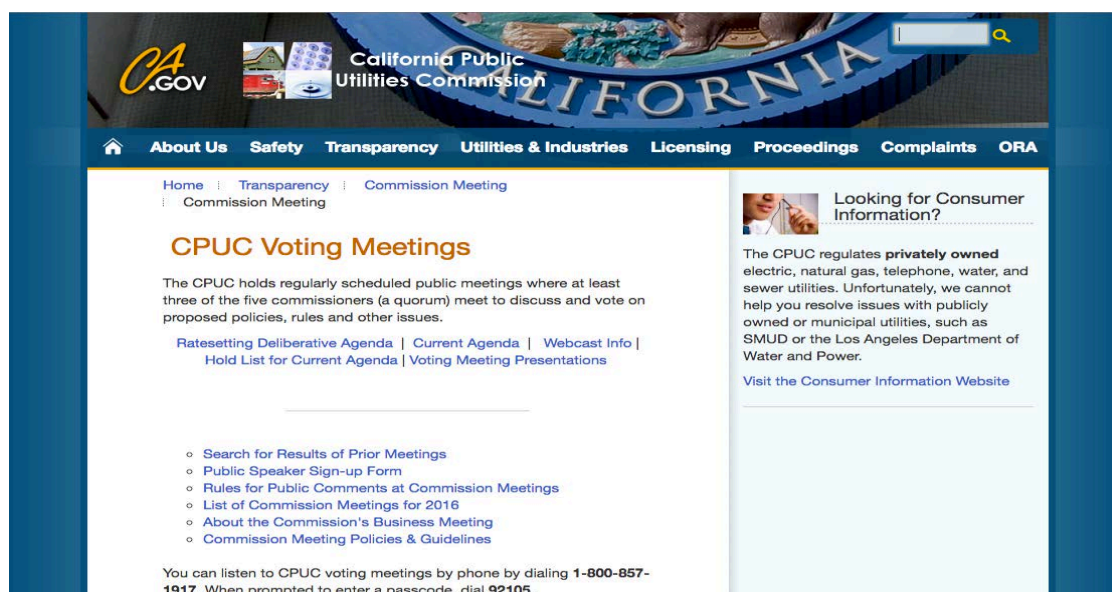 CA
.GOV
California Public
Utilities Commission
CALIFORNIA
About Us Safety Transparency Utilities & Industries Licensing Proceedings Complaints ORA
Home Transparency Commission Meeting
Commission Meeting
CPUC Voting Meetings
The CPUC holds regularly scheduled public meetings where at least
three of the five commissioners (a quorum) meet to discuss and vote on
proposed policies, rules and other issues.
Ratesetting Deliberative Agenda | Current Agenda | Webcast Info |
Hold List for Current Agenda | Voting Meeting Presentations
Search for Results of Prior Meetings
Public Speaker Sign-up Form
Rules for Public Comments at Commission Meetings
List of Commission Meetings for 2016
About the Commission's Business Meeting
Commission Meeting Policies & Guidelines
You can listen to CPUC voting meetings by phone by dialing 1-800-857-
1917. When prompted to enter a passcode, dial 92105.
Looking for Consumer
Information?
The CPUC regulates privately owned
electric, natural gas, telephone, water, and
sewer utilities. Unfortunately, we cannot
help you resolve issues with publicly
owned or municipal utilities, such as
SMUD or the Los Angeles Department of
Water and Power.
Visit the Consumer Information Website